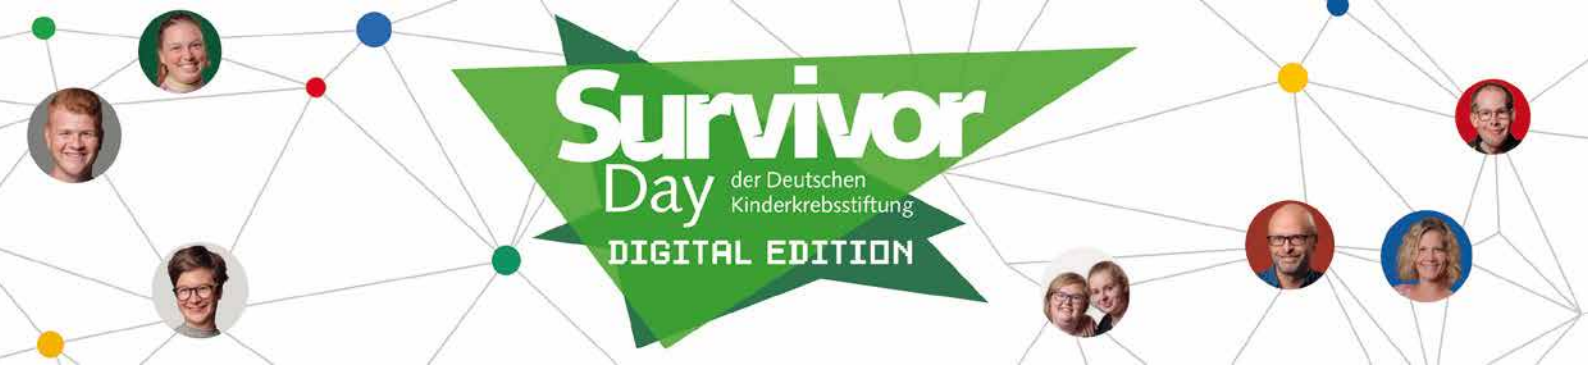 Survivor
Day
der Deutschen
Kinderkrebsstiftung
DIGITAL EDITION